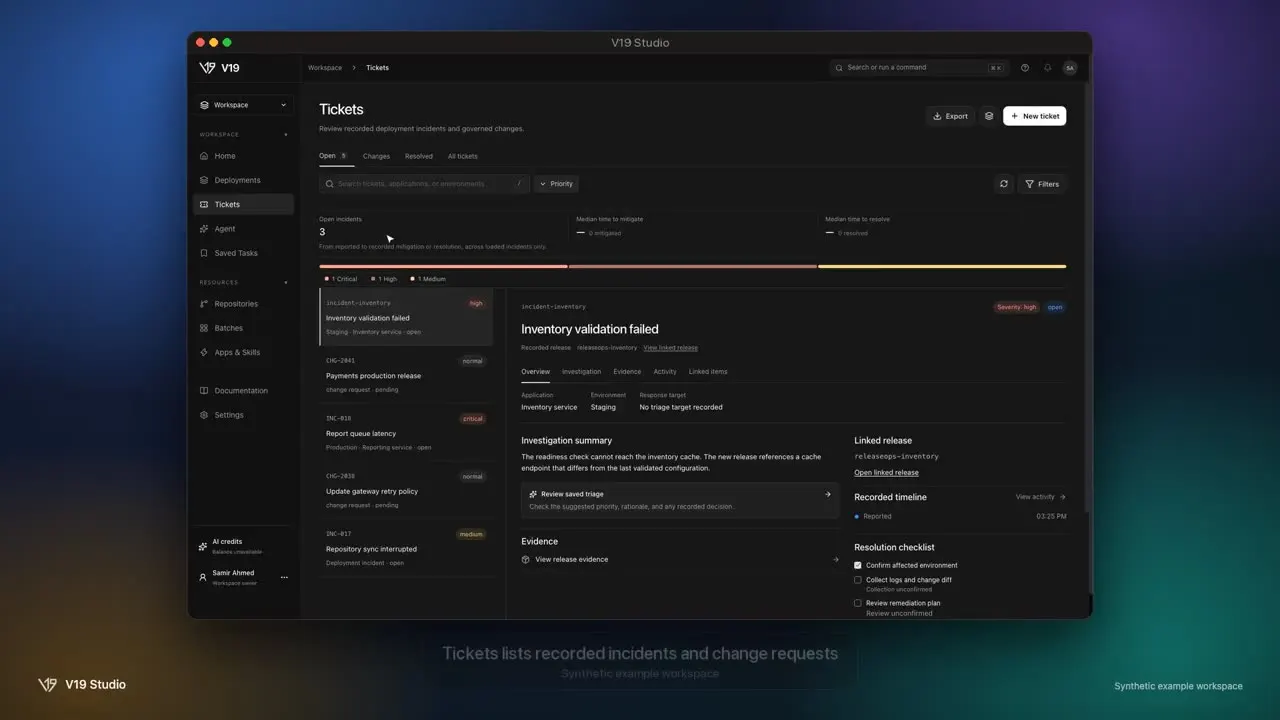 V19 Studio
V19
Workspace > Tickets
Search or run a command
⌘ K
SA
Workspace
WORKSPACE
Home
Deployments
Tickets
Agent
Saved Tasks
RESOURCES
Repositories
Batches
Apps & Skills
Documentation
Settings
AI credits
Balance unavailable
Samir Ahmed
Workspace owner
Tickets
Review recorded deployment incidents and governed changes.
Export
+ New ticket
Open 5
Changes
Resolved
All tickets
Search tickets, applications, or environments
/
Priority
Filters
Open incidents
3
From reported to recorded mitigation or resolution, across loaded incidents only.
Median time to mitigate
— 0 mitigated
Median time to resolve
— 0 resolved
1 Critical
1 High
1 Medium
incident-inventory
high
Inventory validation failed
Staging · Inventory service · open
CHG-2041
normal
Payments production release
change request · pending
INC-018
critical
Report queue latency
Production · Reporting service · open
CHG-2038
normal
Update gateway retry policy
change request · pending
INC-017
medium
Repository sync interrupted
Deployment incident · open
incident-inventory
Severity: high
open
Inventory validation failed
Recorded release · releaseops-inventory · View linked release
Overview
Investigation
Evidence
Activity
Linked items
Application
Inventory service
Environment
Staging
Response target
No triage target recorded
Investigation summary
The readiness check cannot reach the inventory cache. The new release references a cache
endpoint that differs from the last validated configuration.
Review saved triage
Check the suggested priority, rationale, and any recorded decision.
Evidence
View release evidence
Linked release
releaseops-inventory
Open linked release
Recorded timeline
View activity
Reported
03:25 PM
Resolution checklist
Confirm affected environment
Collect logs and change diff
Collection unconfirmed
Review remediation plan
Review unconfirmed
Tickets lists recorded incidents and change requests
Synthetic example workspace
V19 Studio
Synthetic example workspace